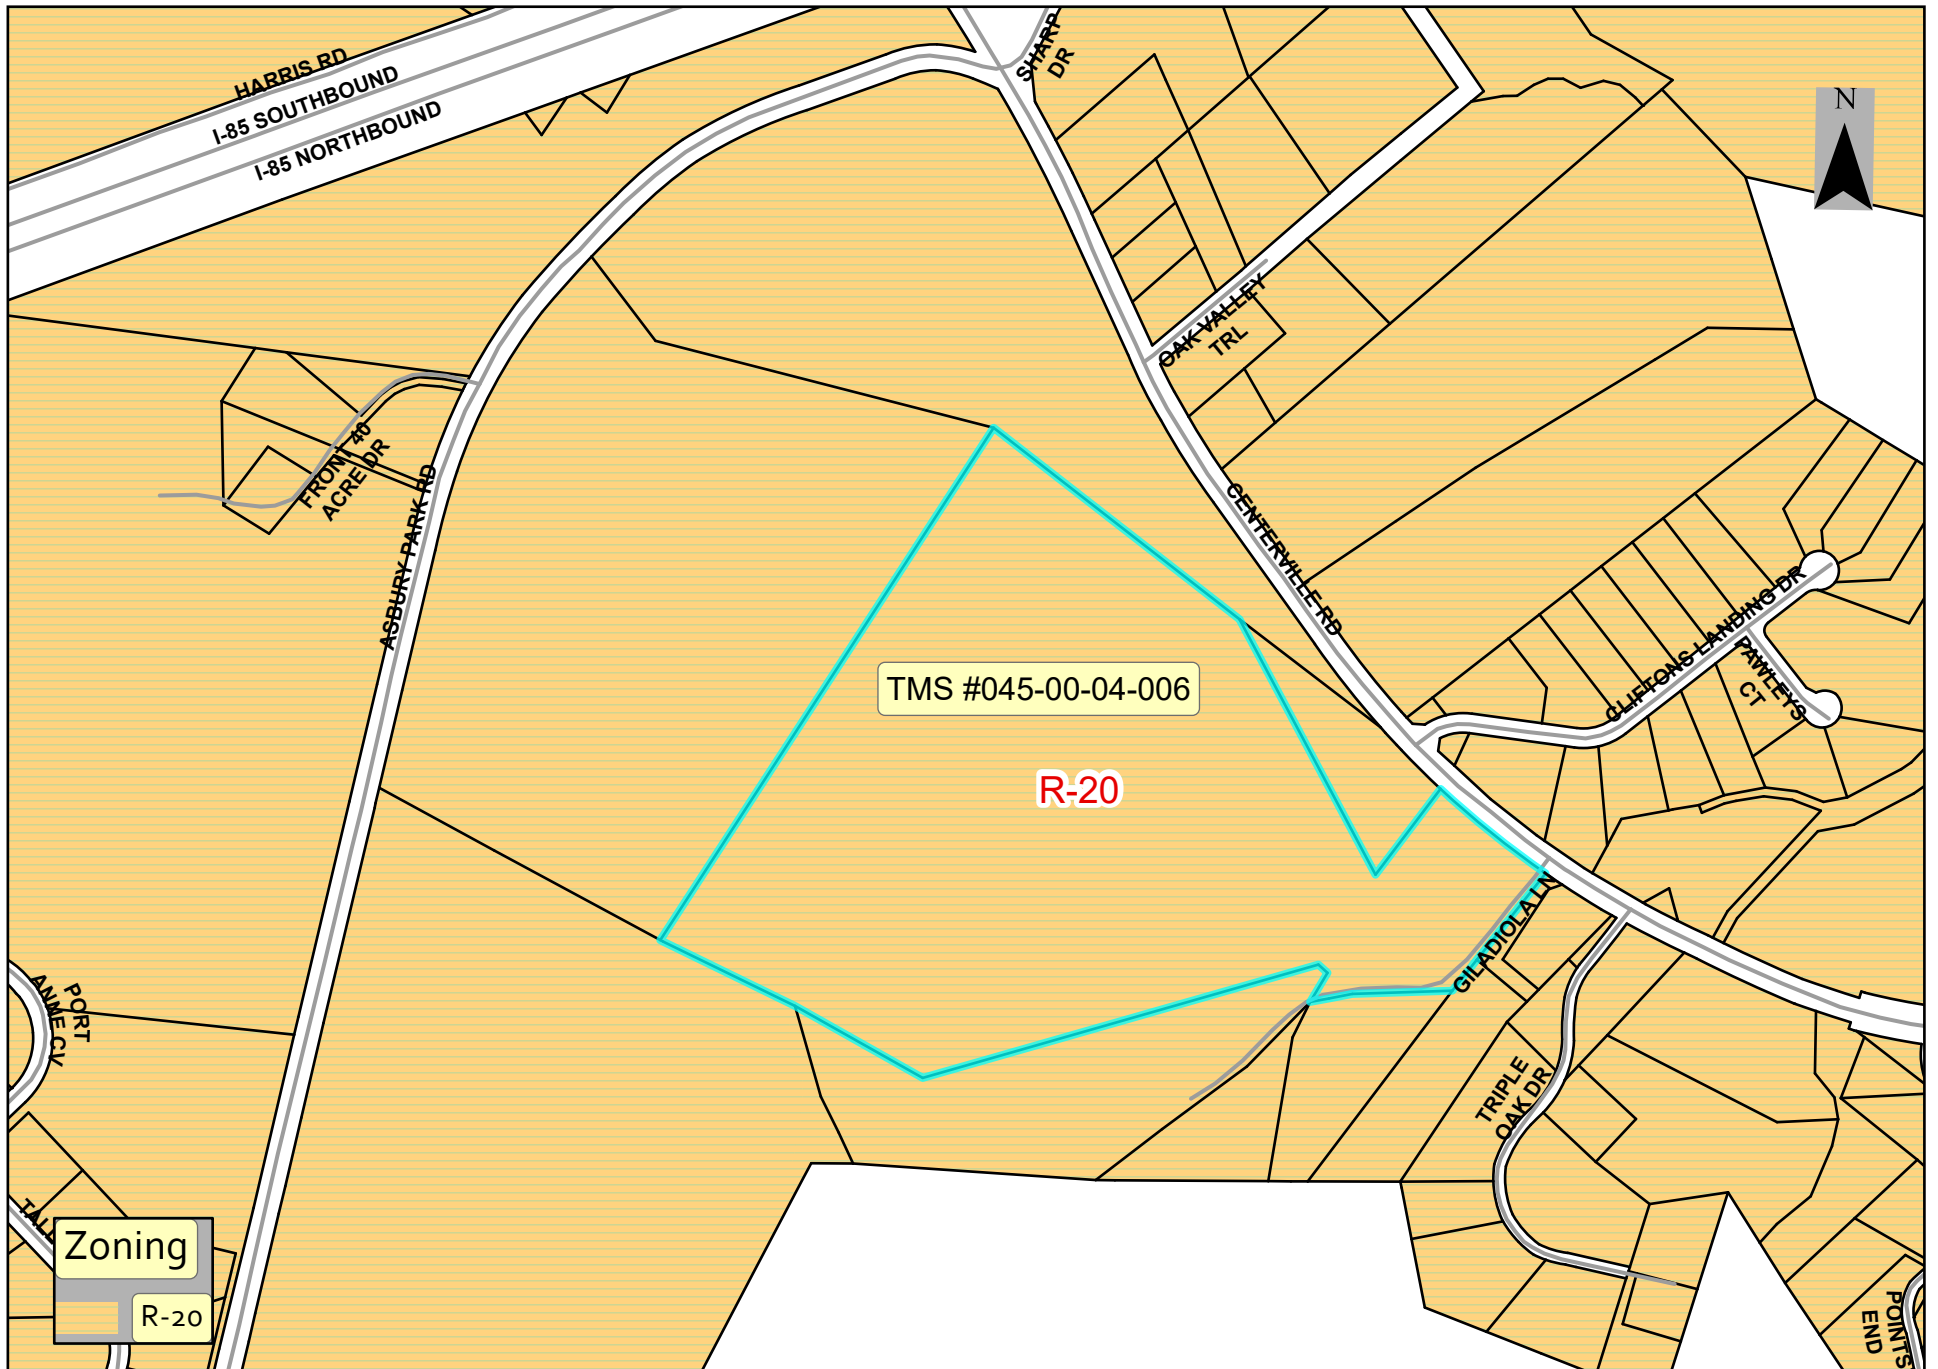 HARRIS RD
I-85 SOUTHBOUND
I-85 NORTHBOUND
SHARP
DR
N
OAK VALLEY
TRL
FRONT 40
ACRE DR
ASBURY PARK RD
CENTERVILLE RD
CLIFTONS LANDING DR
PAWLEYS
CT
TMS #045-00-04-006
R-20
GILADIOLA LN
PORT
ANNE CV
TRIPLE
OAK DR
Zoning
R-20
POINTS
END